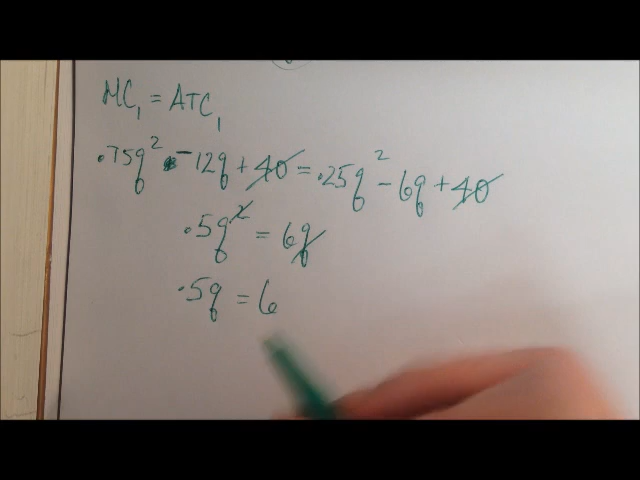 MC₁ = ATC₁
.75q² - 12q + 40 = .25q² - 6q + 40
.5q² = 6q
.5q = 6